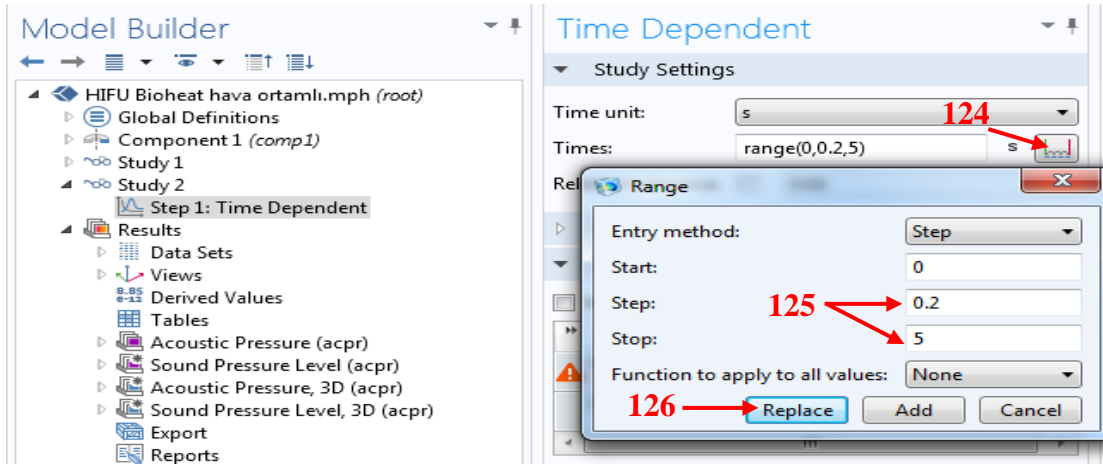 Model Builder
HIFU Bioheat hava ortamlı.mph (root)
Global Definitions
Component 1 (comp1)
Study 1
Study 2
Step 1: Time Dependent
Results
Data Sets
Views
8.85
e-12
Derived Values
Tables
Acoustic Pressure (acpr)
Sound Pressure Level (acpr)
Acoustic Pressure, 3D (acpr)
Sound Pressure Level, 3D (acpr)
Export
Reports
Time Dependent
Study Settings
Time unit: s
124
Times: range(0,0.2,5) s
Rel
Range
Entry method: Step
Start: 0
Step: 125 0.2
Stop: 5
Function to apply to all values: None
126 Replace Add Cancel